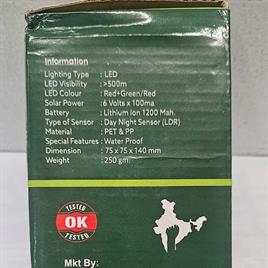 Information
Lighting Type : LED
LED Visibility : >500m
LED Colour : Red+Green/Red
Solar Power : 6 Volts x 100ma
Battery : Lithium Ion 1200 Mah.
Type of Sensor : Day Night Sensor (LDR)
Material : PET & PP
Special Features : Water Proof
Dimension : 75 x 75 x 140 mm
Weight : 250 gm.
TESTED
OK
TESTED
Mkt By: